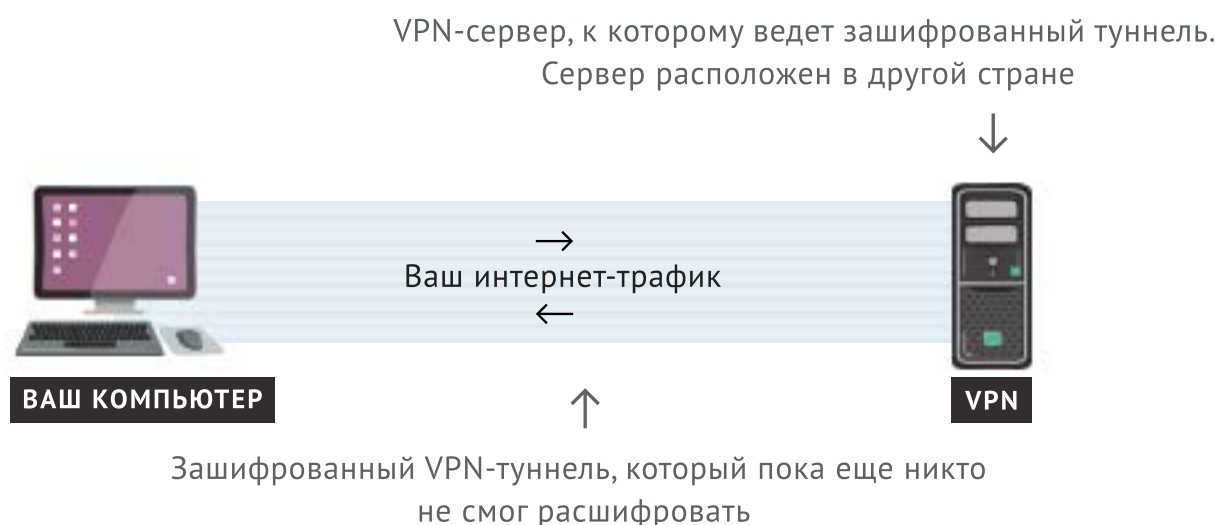 VPN-сервер, к которому ведет зашифрованный туннель.
Сервер расположен в другой стране
Ваш интернет-трафик
ВАШ КОМПЬЮТЕР
VPN
Зашифрованный VPN-туннель, который пока еще никто
не смог расшифровать